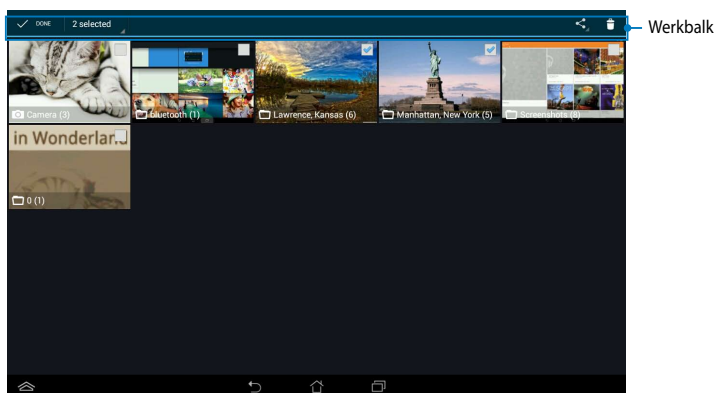 DONE 2 selected
Werkbalk
Camera (3)
bluetooth (1)
Lawrence, Kansas (6)
Manhattan, New York (5)
Screenshots (8)
in Wonderland
0 (1)